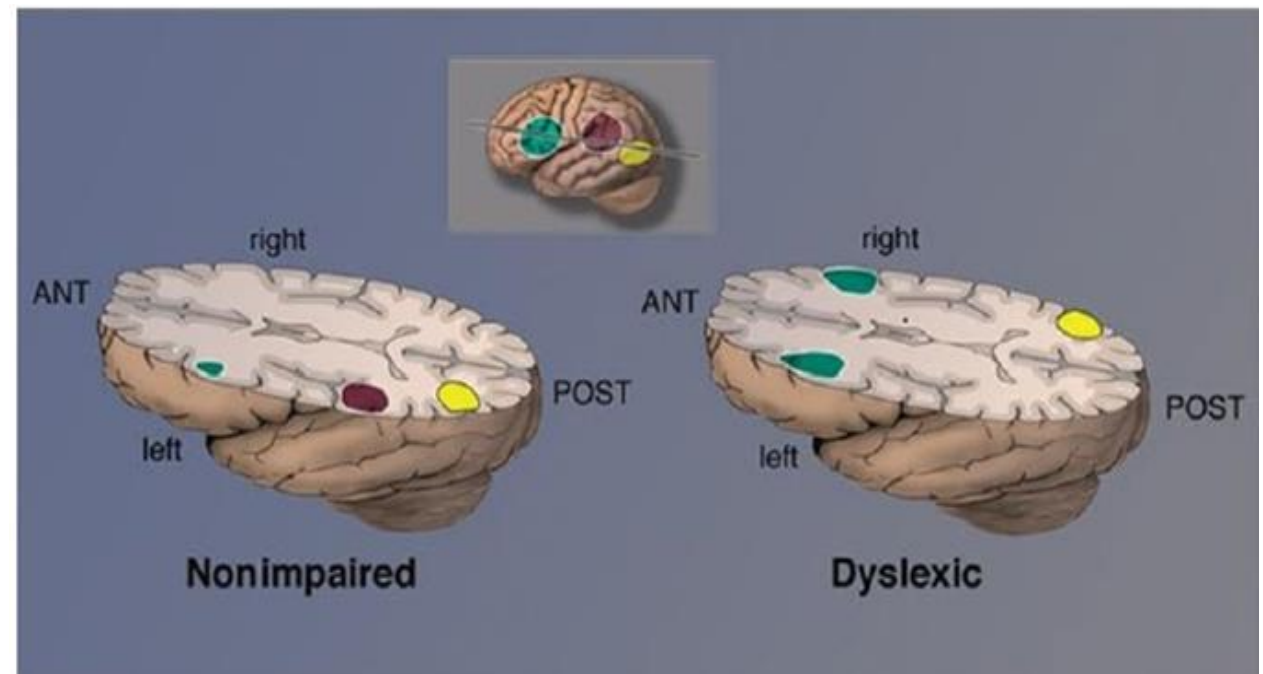 right
ANT
POST
left
Nonimpaired
right
ANT
POST
left
Dyslexic